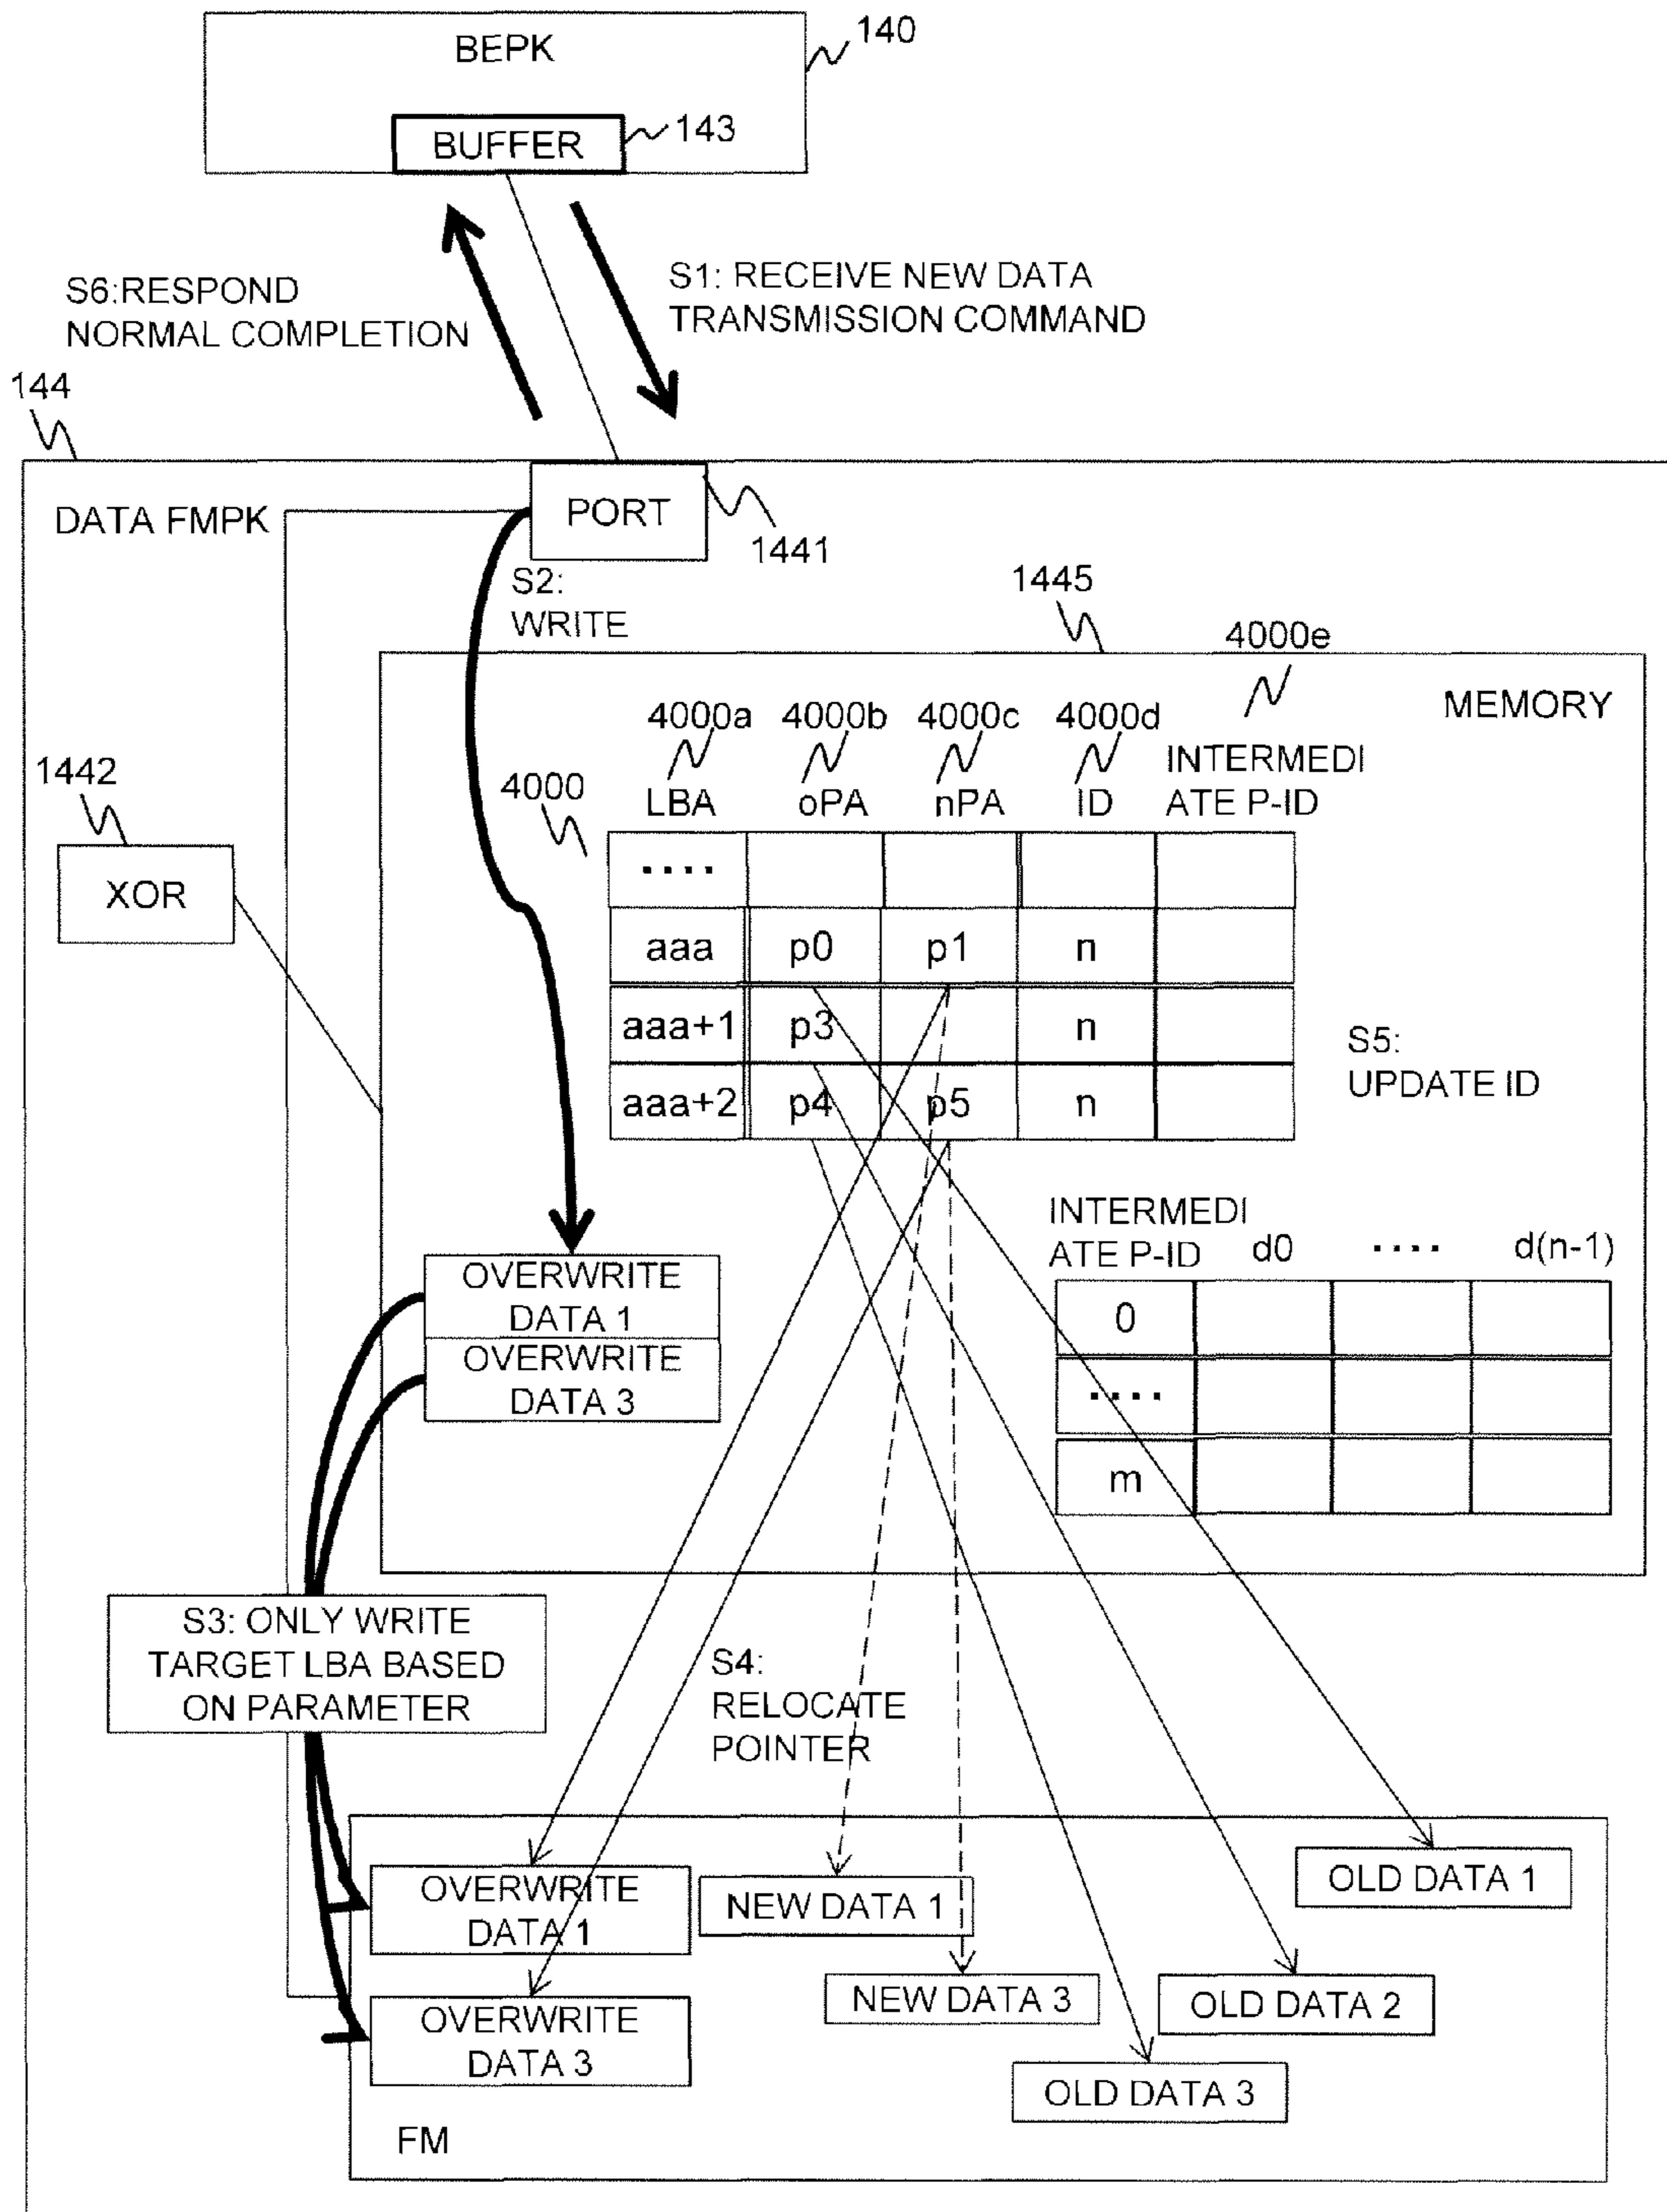 BEPK
140
BUFFER
143
S6:RESPOND
NORMAL COMPLETION
S1: RECEIVE NEW DATA
TRANSMISSION COMMAND
144
DATA FMPK
PORT
1441
S2:
WRITE
1445
4000e
MEMORY
4000a 4000b 4000c 4000d
1442
4000
LBA oPA nPA ID INTERMEDI
ATE P-ID
XOR
....
aaa p0 p1 n
aaa+1 p3 n
aaa+2 p4 p5 n
S5:
UPDATE ID
INTERMEDI
ATE P-ID d0 .... d(n-1)
0
....
m
OVERWRITE
DATA 1
OVERWRITE
DATA 3
S3: ONLY WRITE
TARGET LBA BASED
ON PARAMETER
S4:
RELOCATE
POINTER
OVERWRITE
DATA 1
NEW DATA 1
OLD DATA 1
OVERWRITE
DATA 3
NEW DATA 3
OLD DATA 2
OLD DATA 3
FM